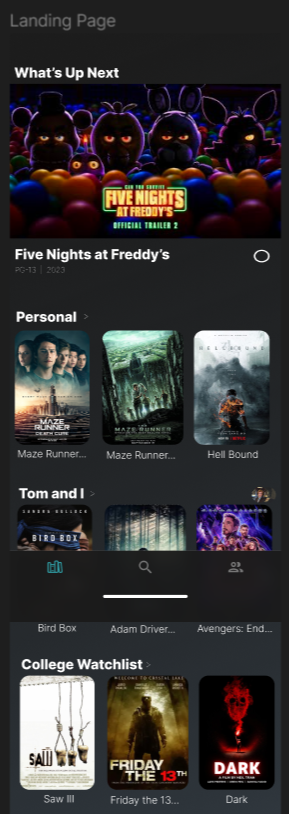 Landing Page
What's Up Next
CAN YOU SURVIVE
FIVE NIGHTS
AT FREDDY'S
OFFICIAL TRAILER 2
Five Nights at Freddy's
PG-13 | 2023
Personal >
MAZE
RUNNER
DEATH CURE
MAZE RUNNER
HELLBOUND
Maze Runner...
Maze Runner...
Hell Bound
Tom and I >
SANDRA BULLOCK
BIRD BOX
Bird Box
Adam Driver...
Avengers: End...
College Watchlist >
SAW
WELCOME TO CRYSTAL LAKE
FRIDAY
THE 13TH
DARK
Saw III
Friday the 13...
Dark